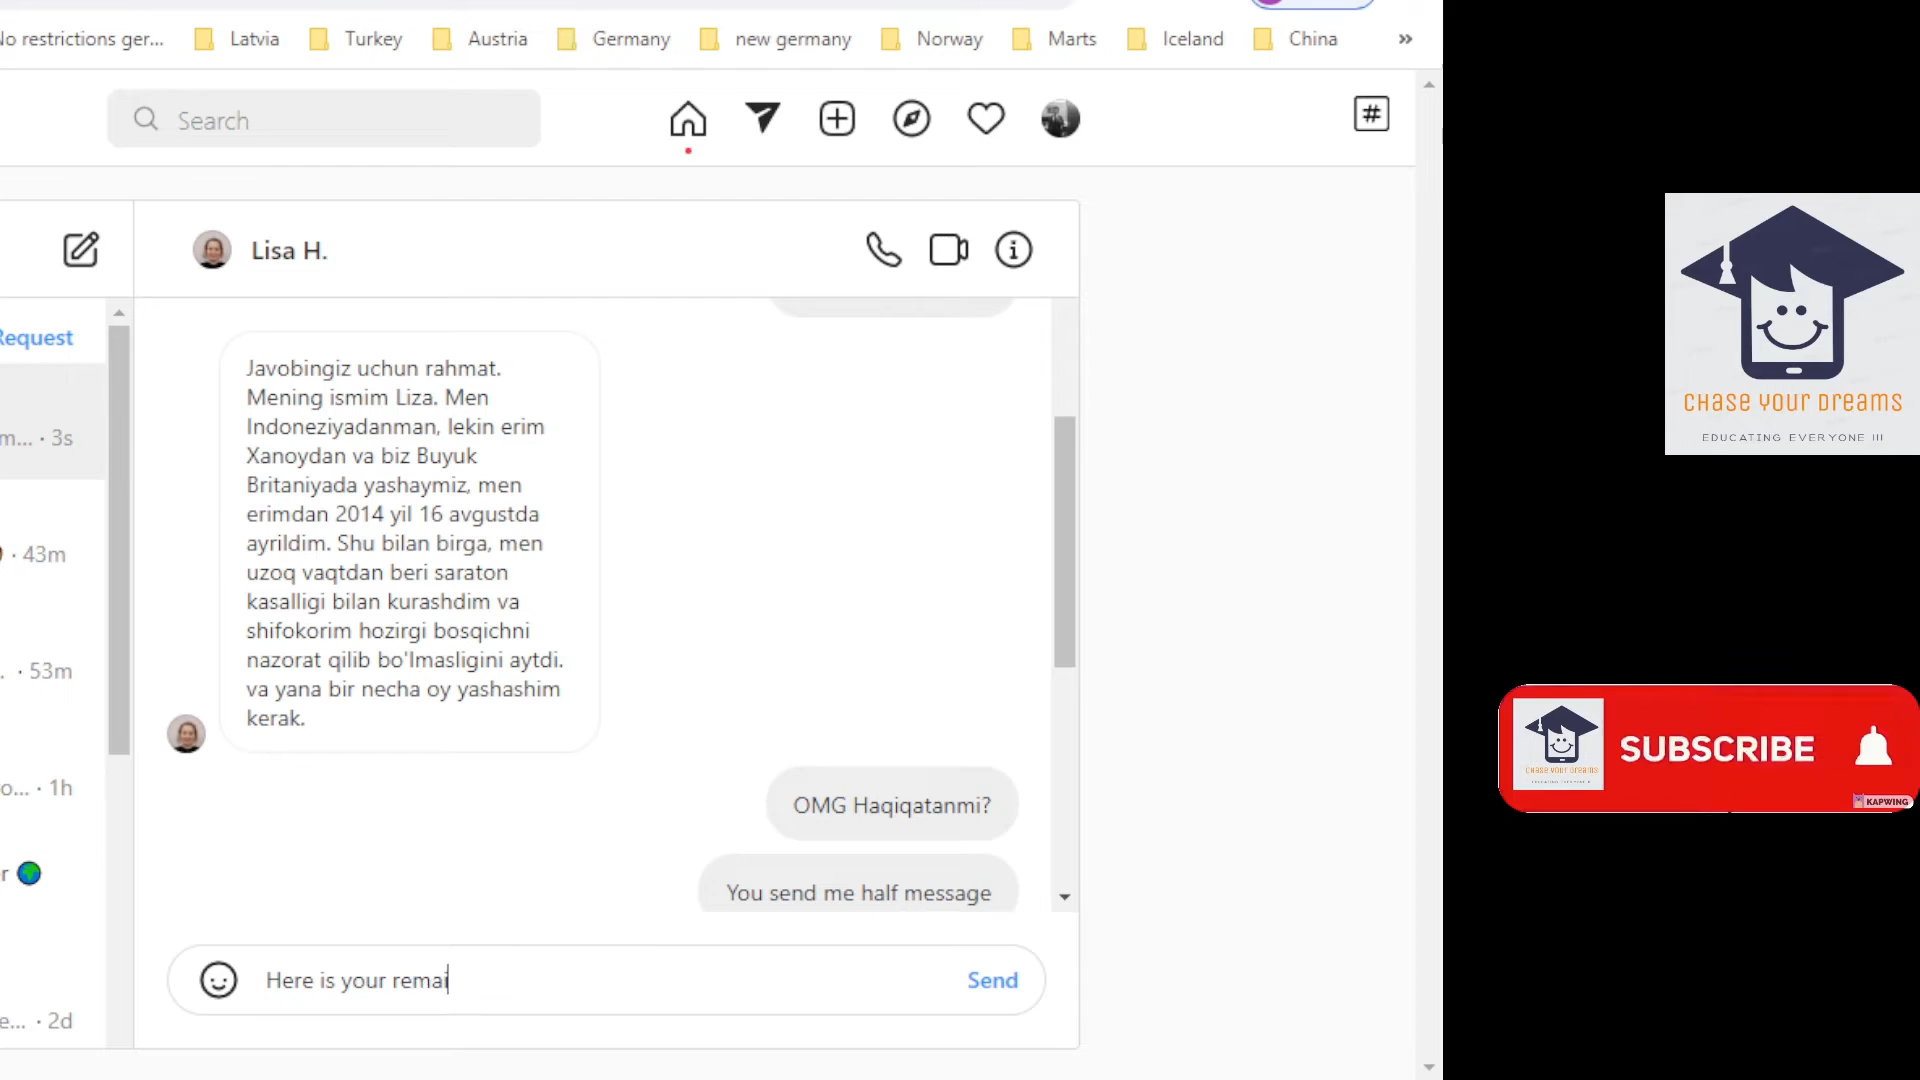 No restrictions ger...
Latvia
Turkey
Austria
Germany
new germany
Norway
Marts
Iceland
China
»
Search
#
Lisa H.
Request
m... · 3s
· 43m
. · 53m
o... · 1h
r
e... · 2d
Javobingiz uchun rahmat.
Mening ismim Liza. Men
Indoneziyadanman, lekin erim
Xanoydan va biz Buyuk
Britaniyada yashaymiz, men
erimdan 2014 yil 16 avgustda
ayrildim. Shu bilan birga, men
uzoq vaqtdan beri saraton
kasalligi bilan kurashdim va
shifokorim hozirgi bosqichni
nazorat qilib bo'lmasligini aytdi.
va yana bir necha oy yashashim
kerak.
OMG Haqiqatanmi?
You send me half message
Here is your remai
Send
CHASE YOUR DREAMS
EDUCATING EVERYONE !!!
CHASE YOUR DREAMS
SUBSCRIBE
KAPWING